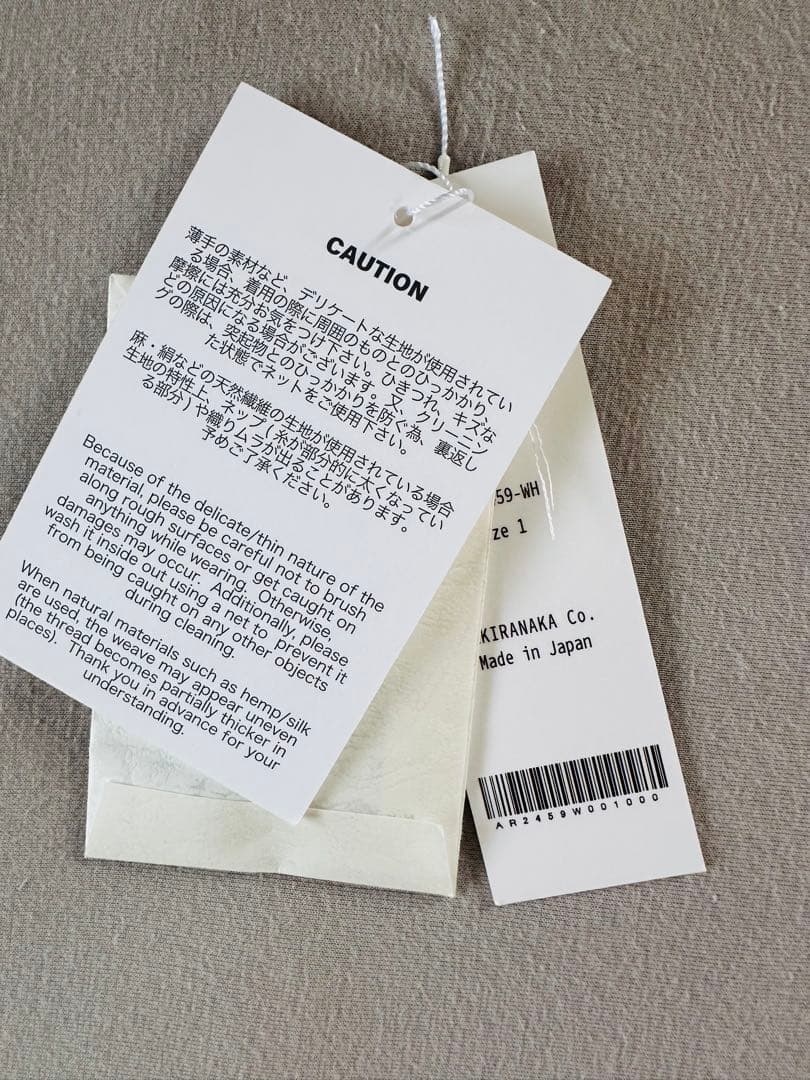 CAUTION
薄手の素材など、デリケートな生地が使用されてい
る場合、着用の際に周囲のものとのひっかかり、
摩擦には充分お気をつけ下さい。ひきつれ、キズな
どの原因になる場合がございます。又、クリーニン
グの際は、突起物とのひっかかりを防ぐ為、裏返し
た状態でネットをご使用下さい。
麻・絹などの天然繊維の生地が使用されている場合
生地の特性上、ネップ(糸が部分的に太くなってい
る部分)や織りムラが出ることがあります。
予めご了承ください。
Because of the delicate/thin nature of the
material, please be careful not to brush
along rough surfaces or get caught on
anything while wearing. Otherwise,
damages may occur. Additionally, please
wash it inside out using a net to prevent it
from being caught on any other objects
during cleaning.
When natural materials such as hemp/silk
are used, the weave may appear uneven
(the thread becomes partially thicker in
places). Thank you in advance for your
understanding.
59-WH
ze 1
KIRANAKA Co.
Made in Japan
AR2459W001000